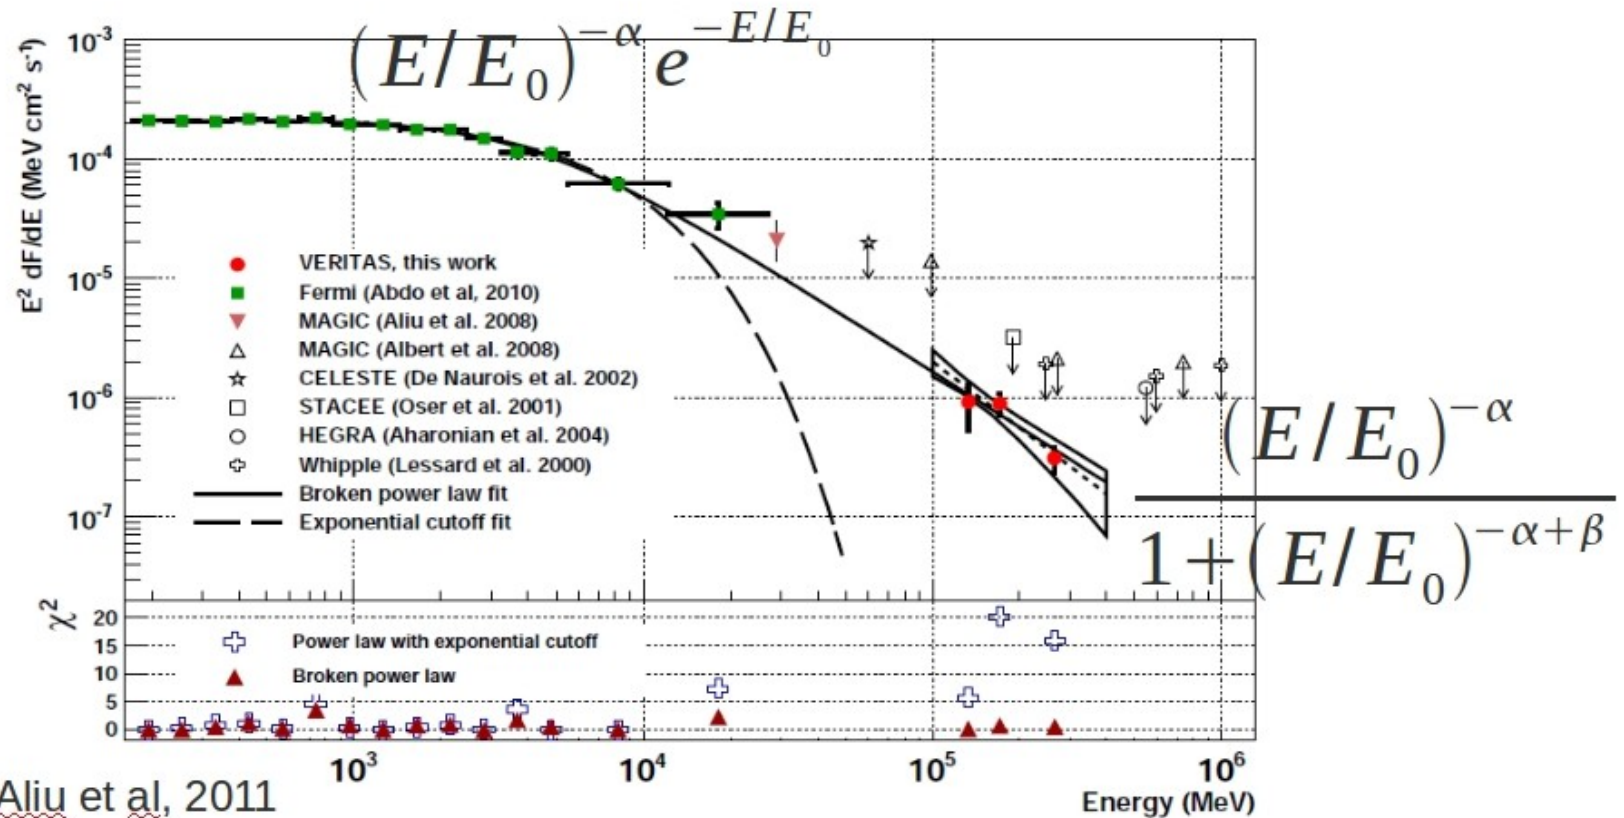 (E/E₀)^−α e^−E/E₀
10⁻³
10⁻⁴
10⁻⁵
10⁻⁶
10⁻⁷
E² dF/dE (MeV cm² s⁻¹)
VERITAS, this work
Fermi (Abdo et al, 2010)
MAGIC (Aliu et al. 2008)
MAGIC (Albert et al. 2008)
CELESTE (De Naurois et al. 2002)
STACEE (Oser et al. 2001)
HEGRA (Aharonian et al. 2004)
Whipple (Lessard et al. 2000)
Broken power law fit
Exponential cutoff fit
(E/E₀)^−α
1+(E/E₀)^−α+β
χ²
20
15
10
5
0
Power law with exponential cutoff
Broken power law
10³ 10⁴ 10⁵ 10⁶
Energy (MeV)
Aliu et al, 2011